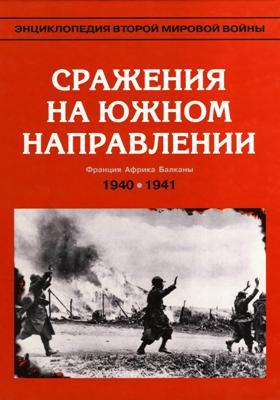 ЭНЦИКЛОПЕДИЯ ВТОРОЙ МИРОВОЙ ВОЙНЫ
СРАЖЕНИЯ
НА ЮЖНОМ
НАПРАВЛЕНИИ
Франция Африка Балканы
1940 • 1941